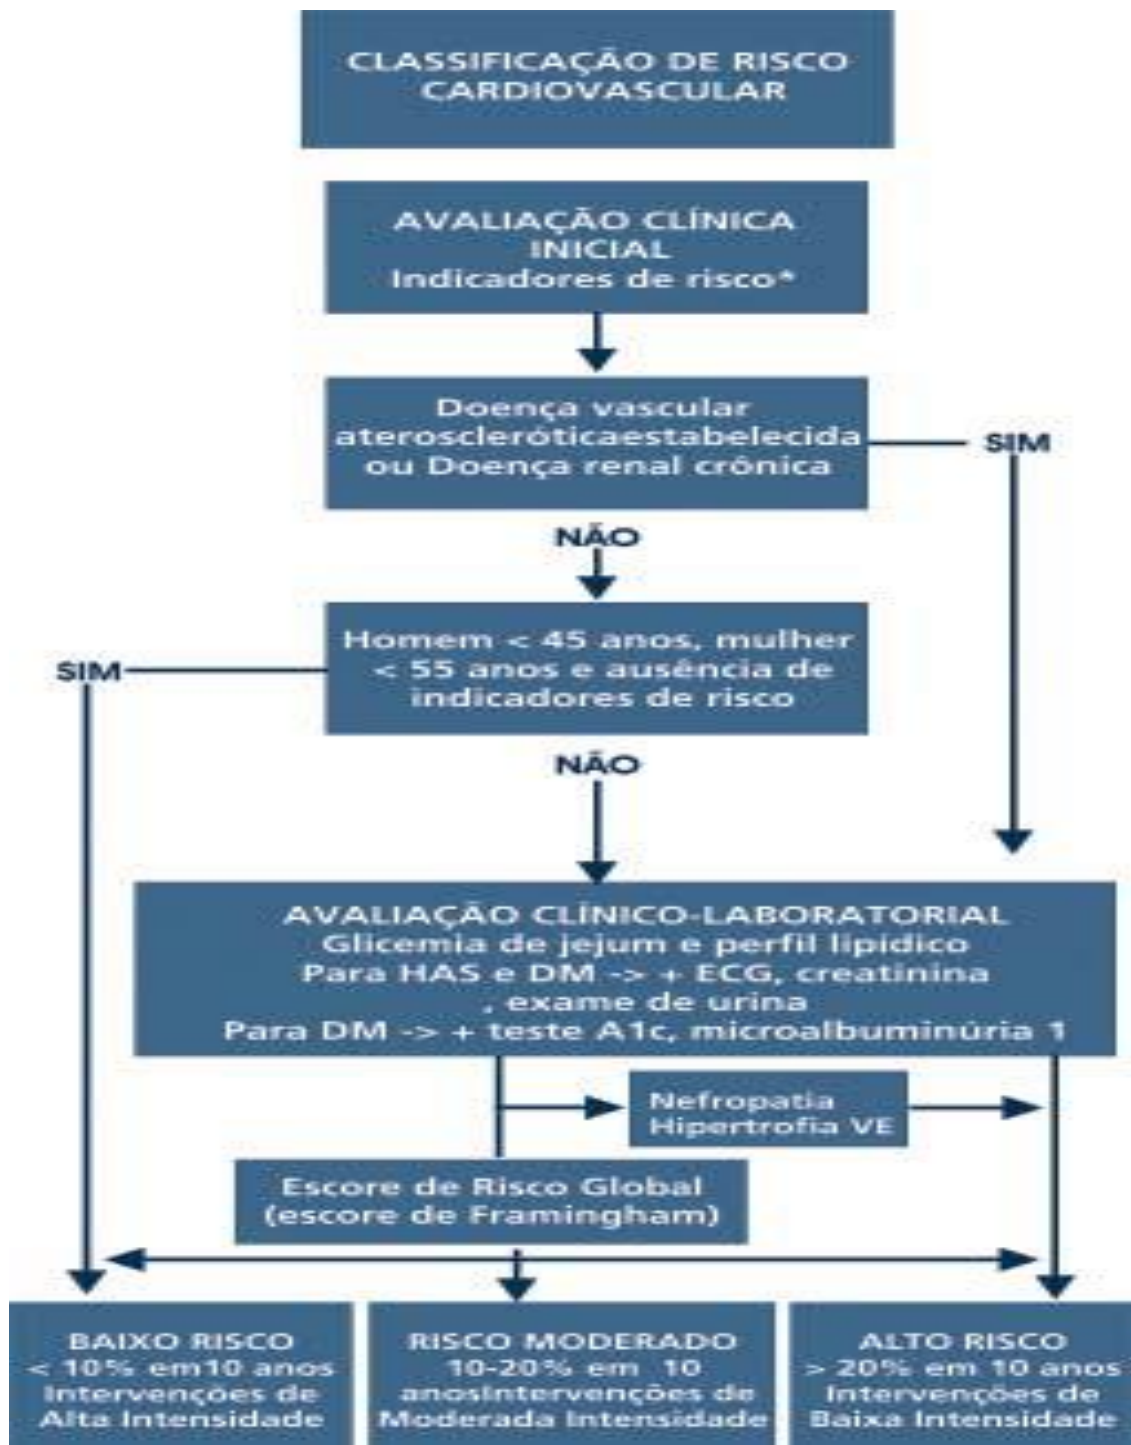 CLASSIFICAÇÃO DE RISCO
CARDIOVASCULAR
AVALIAÇÃO CLÍNICA
INICIAL
Indicadores de risco*
Doença vascular
ateroscleróticaestabelecida
ou Doença renal crônica
SIM
NÃO
Homem < 45 anos, mulher
< 55 anos e ausência de
indicadores de risco
SIM
NÃO
AVALIAÇÃO CLÍNICO-LABORATORIAL
Glicemia de jejum e perfil lipídico
Para HAS e DM -> + ECG, creatinina
, exame de urina
Para DM -> + teste A1c, microalbuminúria 1
Nefropatia
Hipertrofia VE
Escore de Risco Global
(escore de Framingham)
BAIXO RISCO
< 10% em10 anos
Intervenções de
Alta Intensidade
RISCO MODERADO
10-20% em 10
anosIntervenções de
Moderada Intensidade
ALTO RISCO
> 20% em 10 anos
Intervenções de
Baixa Intensidade